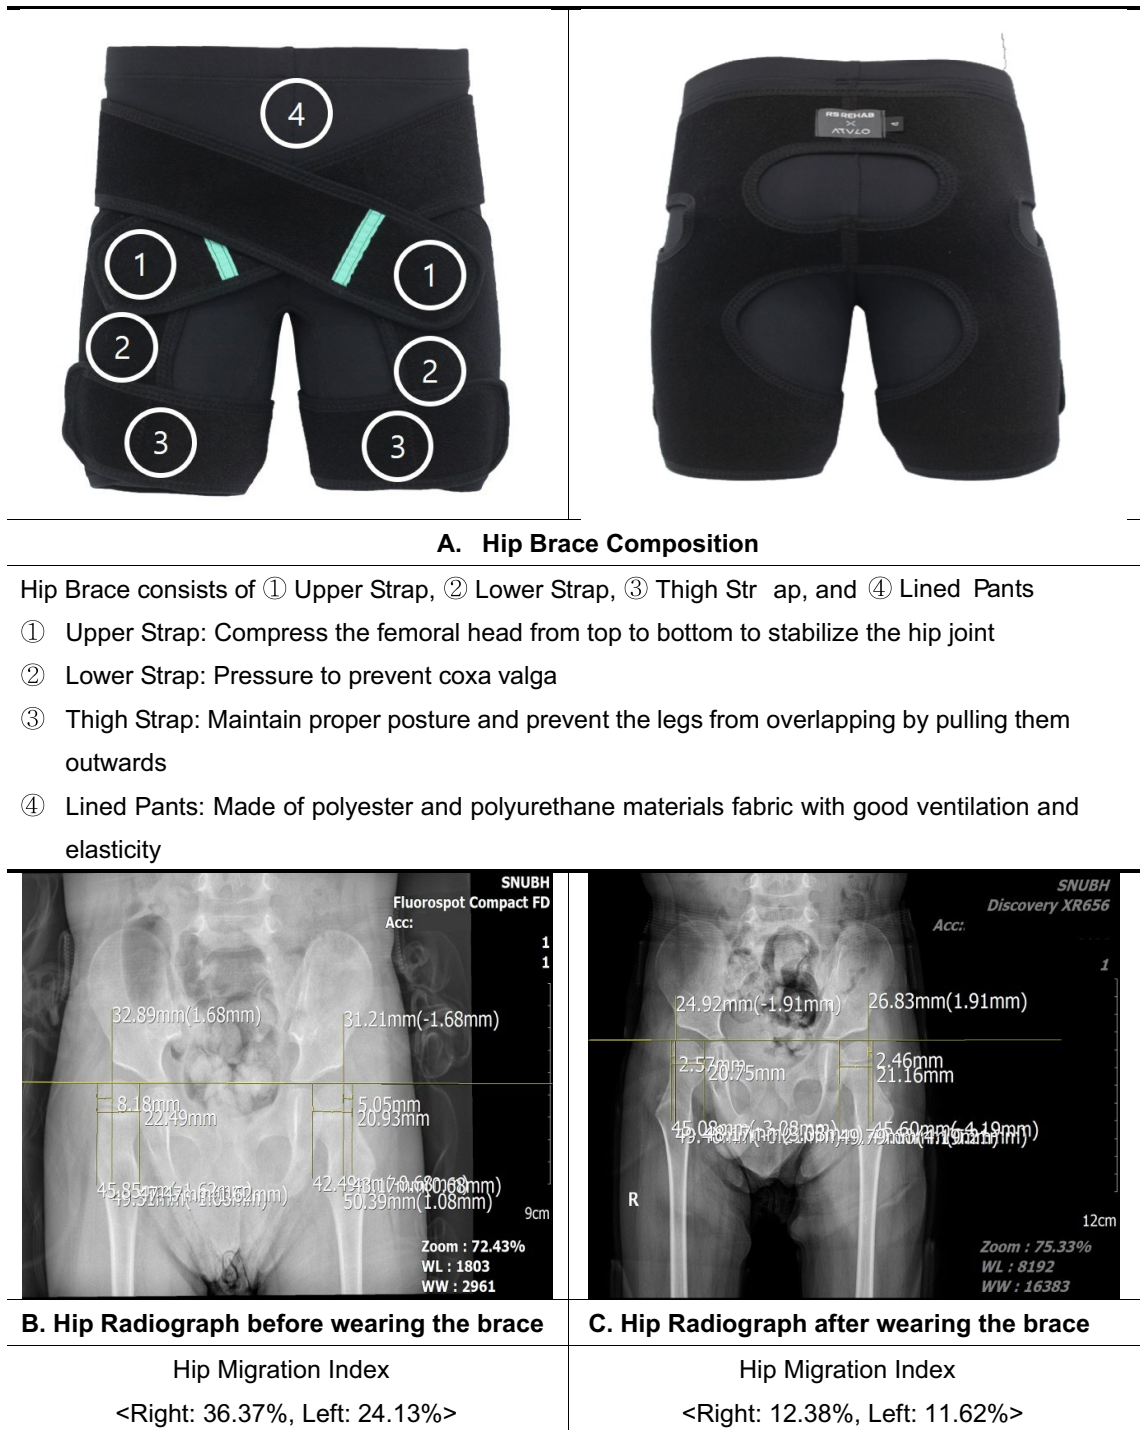 4
1
1
2
2
3
3
RS REHAB
X
A. Hip Brace Composition
Hip Brace consists of ① Upper Strap, ② Lower Strap, ③ Thigh Str ap, and ④ Lined Pants
① Upper Strap: Compress the femoral head from top to bottom to stabilize the hip joint
② Lower Strap: Pressure to prevent coxa valga
③ Thigh Strap: Maintain proper posture and prevent the legs from overlapping by pulling them
outwards
④ Lined Pants: Made of polyester and polyurethane materials fabric with good ventilation and
elasticity
SNUBH
Fluorospot Compact FD
Acc:
1
1
32.89mm(1.68mm)
31.21mm(-1.68mm)
8.18mm
22.49mm
5.05mm
20.93mm
50.39mm(1.08mm)
9cm
Zoom : 72.43%
WL : 1803
WW : 2961
SNUBH
Discovery XR656
Acc:
1
24.92mm(-1.91mm)
26.83mm(1.91mm)
2.57mm
20.75mm
2.46mm
21.16mm
R
12cm
Zoom : 75.33%
WL : 8192
WW : 16383
B. Hip Radiograph before wearing the brace
C. Hip Radiograph after wearing the brace
Hip Migration Index
<Right: 36.37%, Left: 24.13%>
Hip Migration Index
<Right: 12.38%, Left: 11.62%>